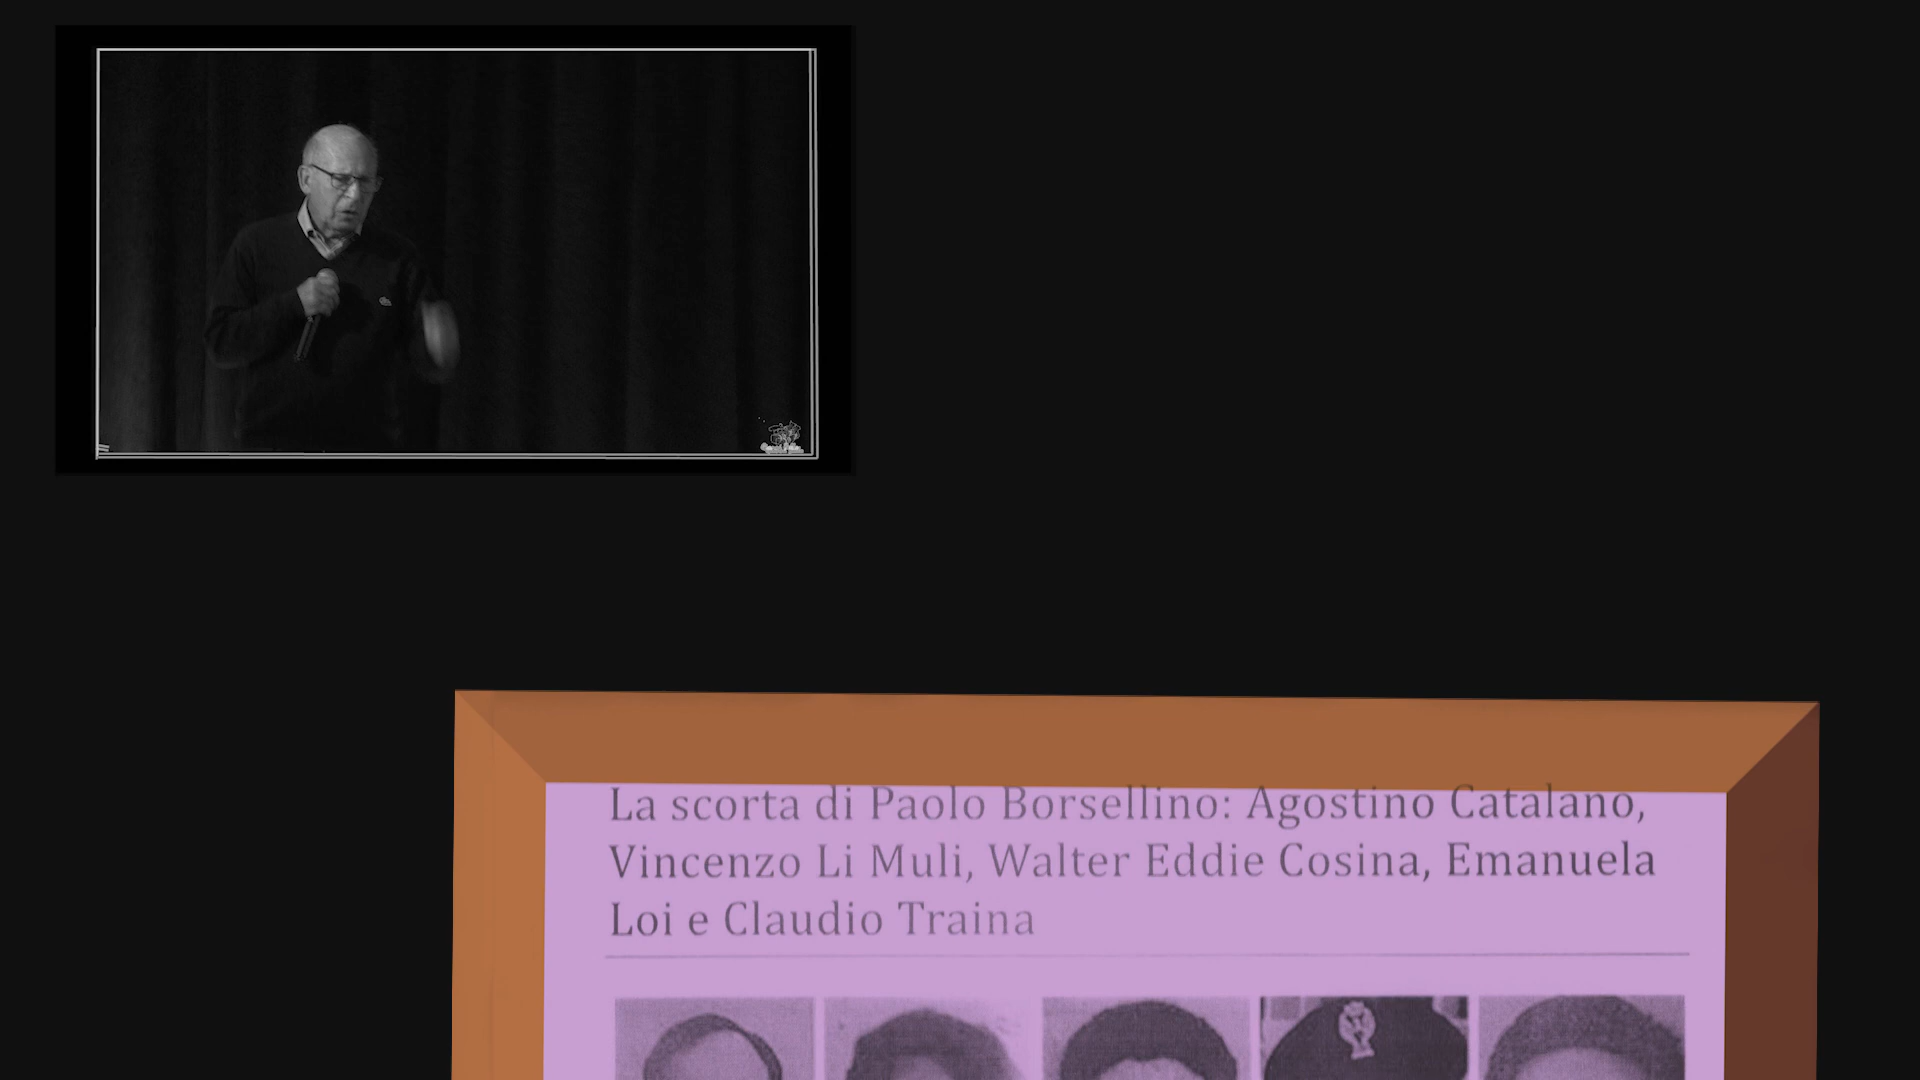 La scorta di Paolo Borsellino: Agostino Catalano,
Vincenzo Li Muli, Walter Eddie Cosina, Emanuela
Loi e Claudio Traina